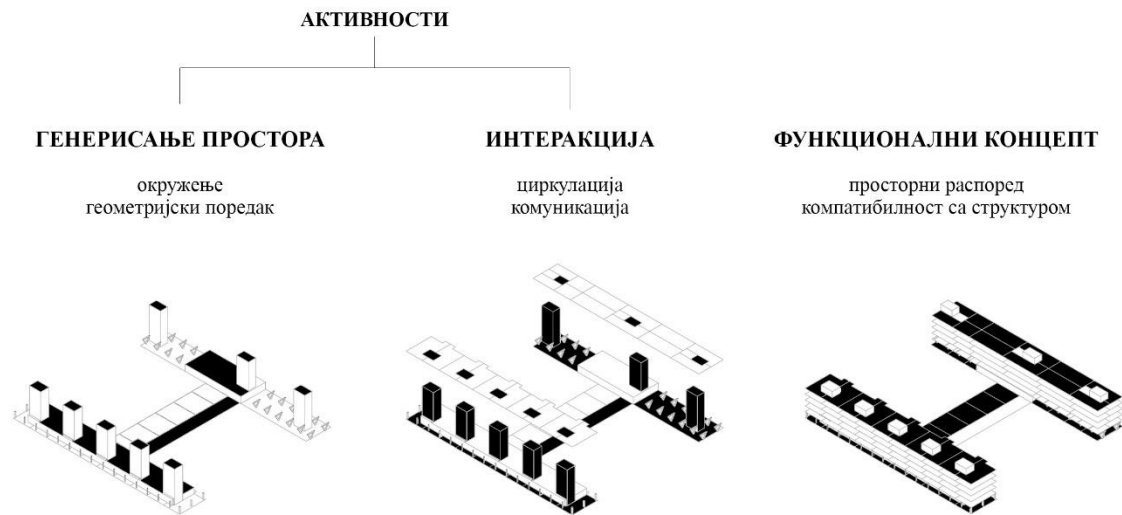 АКТИВНОСТИ
ГЕНЕРИСАЊЕ ПРОСТОРА
окружење
геометријски поредак
ИНТЕРАКЦИЈА
циркулација
комуникација
ФУНКЦИОНАЛНИ КОНЦЕПТ
просторни распоред
компатибилност са структуром